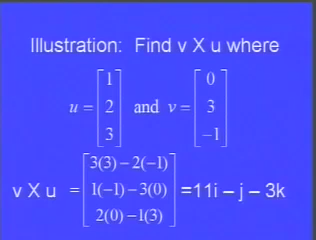 Illustration: Find v X u where
u = [1 2 3] and v = [0 3 −1]
v X u = [3(3) − 2(−1) 1(−1) − 3(0) 2(0) − 1(3)] =11i – j – 3k